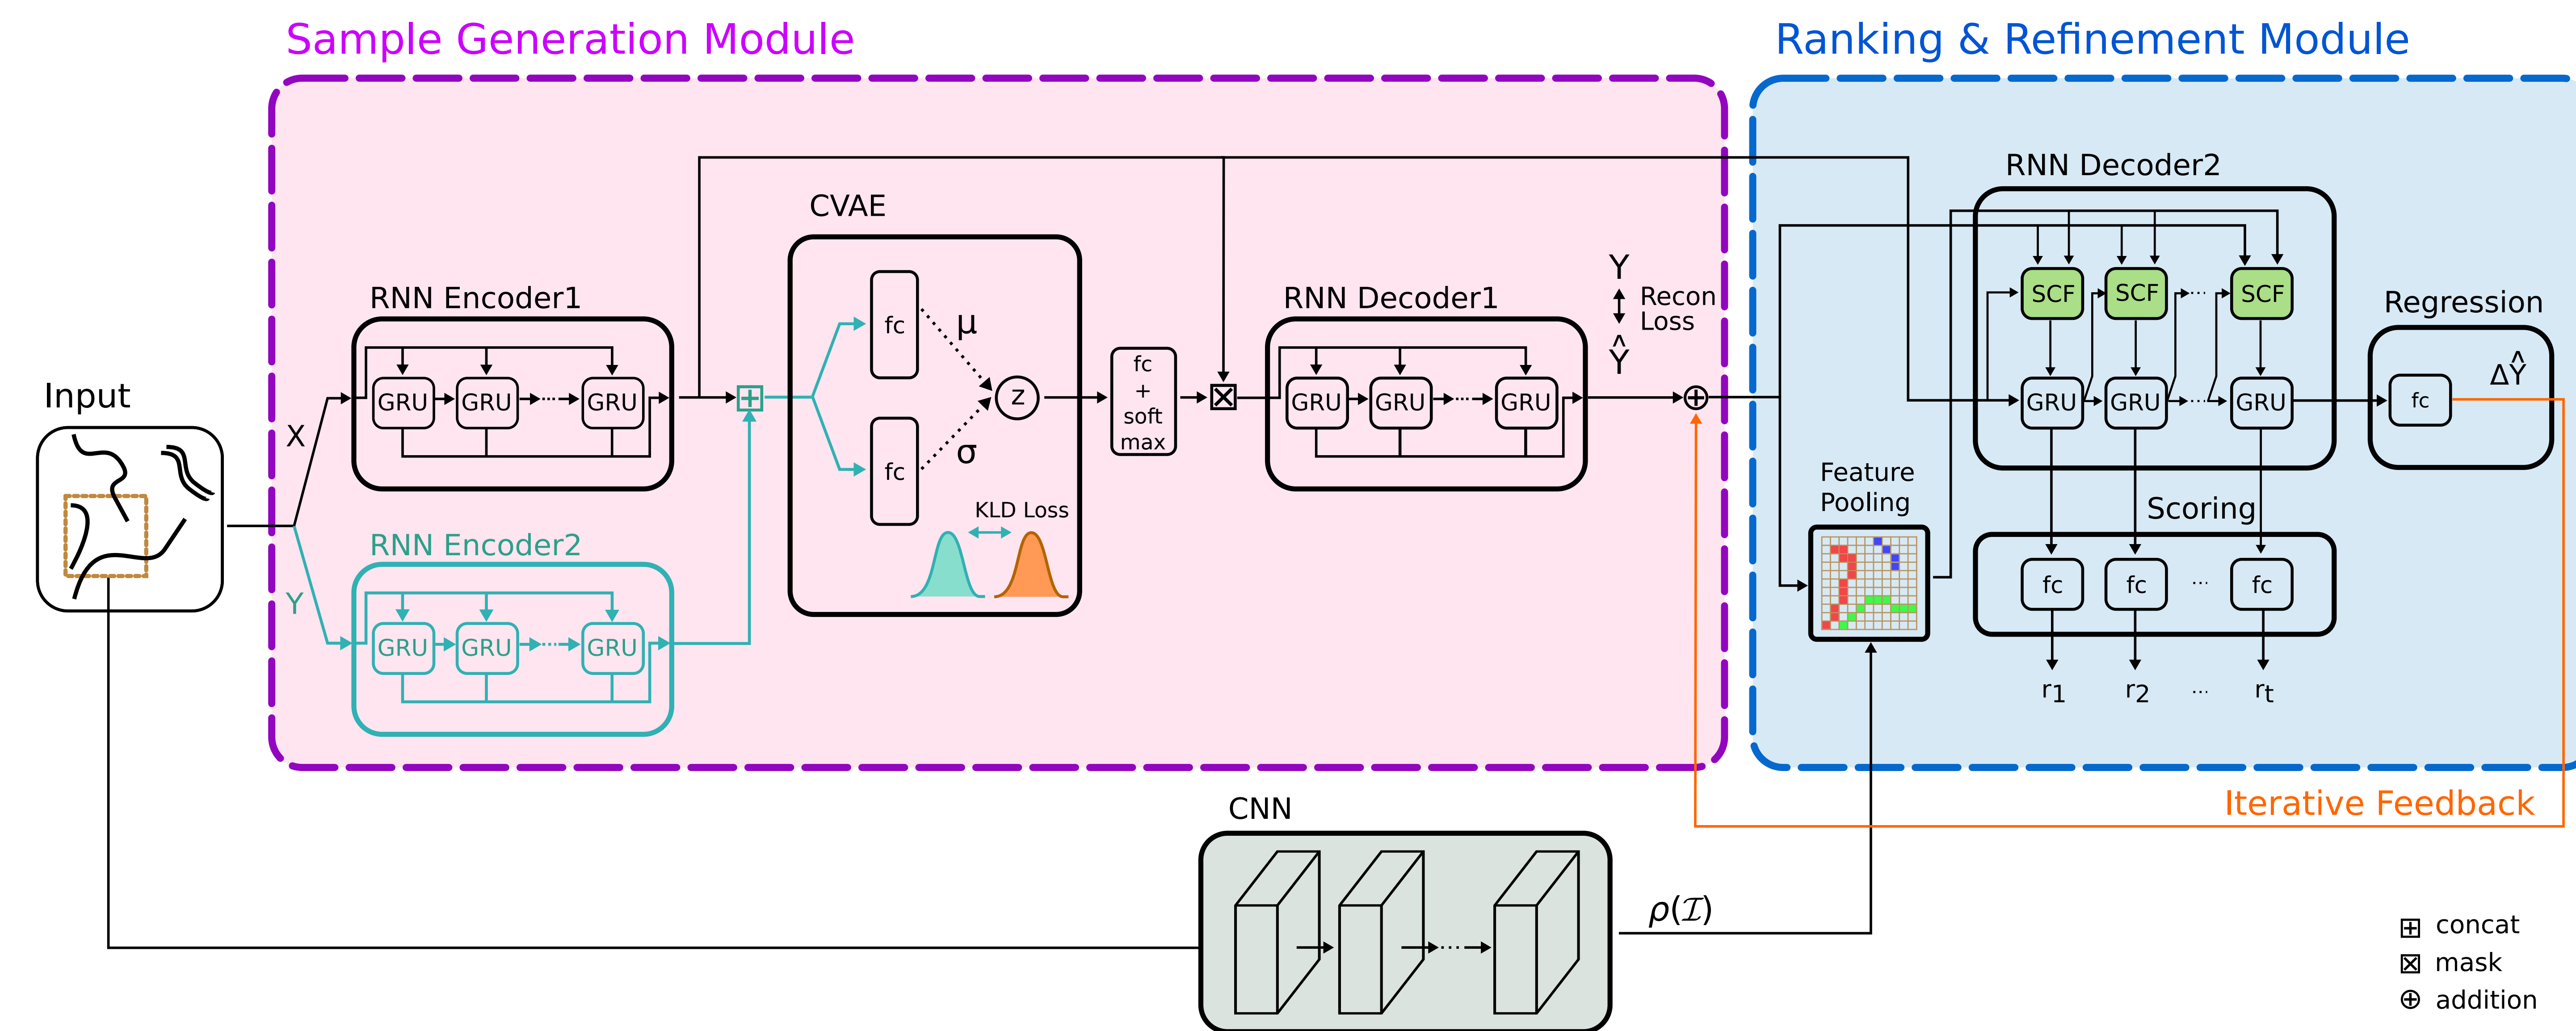 Sample Generation Module
Ranking & Refinement Module
RNN Decoder2
CVAE
RNN Encoder1
RNN Decoder1
Y
Recon
Loss
Ŷ
SCF SCF ... SCF
Regression
ΔŶ
Input
X
GRU GRU ... GRU
fc
μ
z
σ
fc
fc
+
soft
max
GRU GRU ... GRU
GRU GRU ... GRU
fc
Feature
Pooling
KLD Loss
Scoring
RNN Encoder2
Y
GRU GRU ... GRU
fc fc ... fc
r1 r2 ... rt
Iterative Feedback
CNN
ρ(ℐ)
...
⊞ concat
⊠ mask
⊕ addition